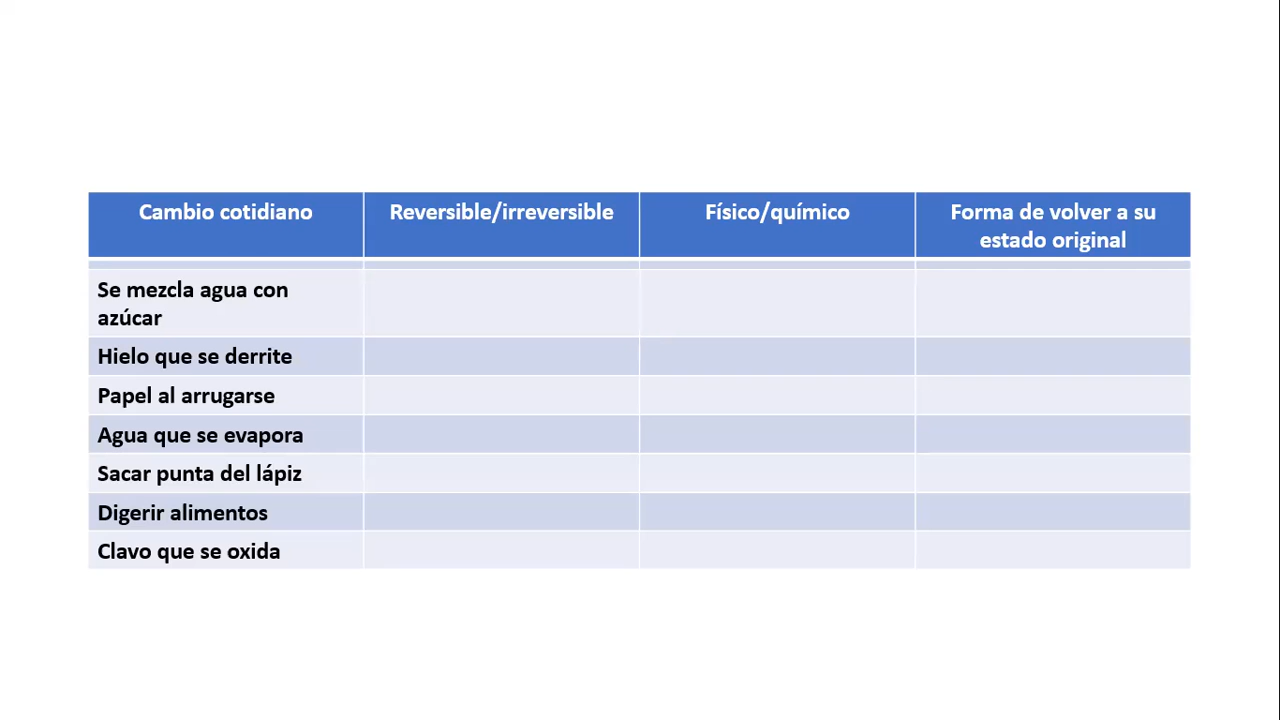 Cambio cotidiano
Reversible/irreversible
Físico/químico
Forma de volver a su
estado original
Se mezcla agua con
azúcar
Hielo que se derrite
Papel al arrugarse
Agua que se evapora
Sacar punta del lápiz
Digerir alimentos
Clavo que se oxida